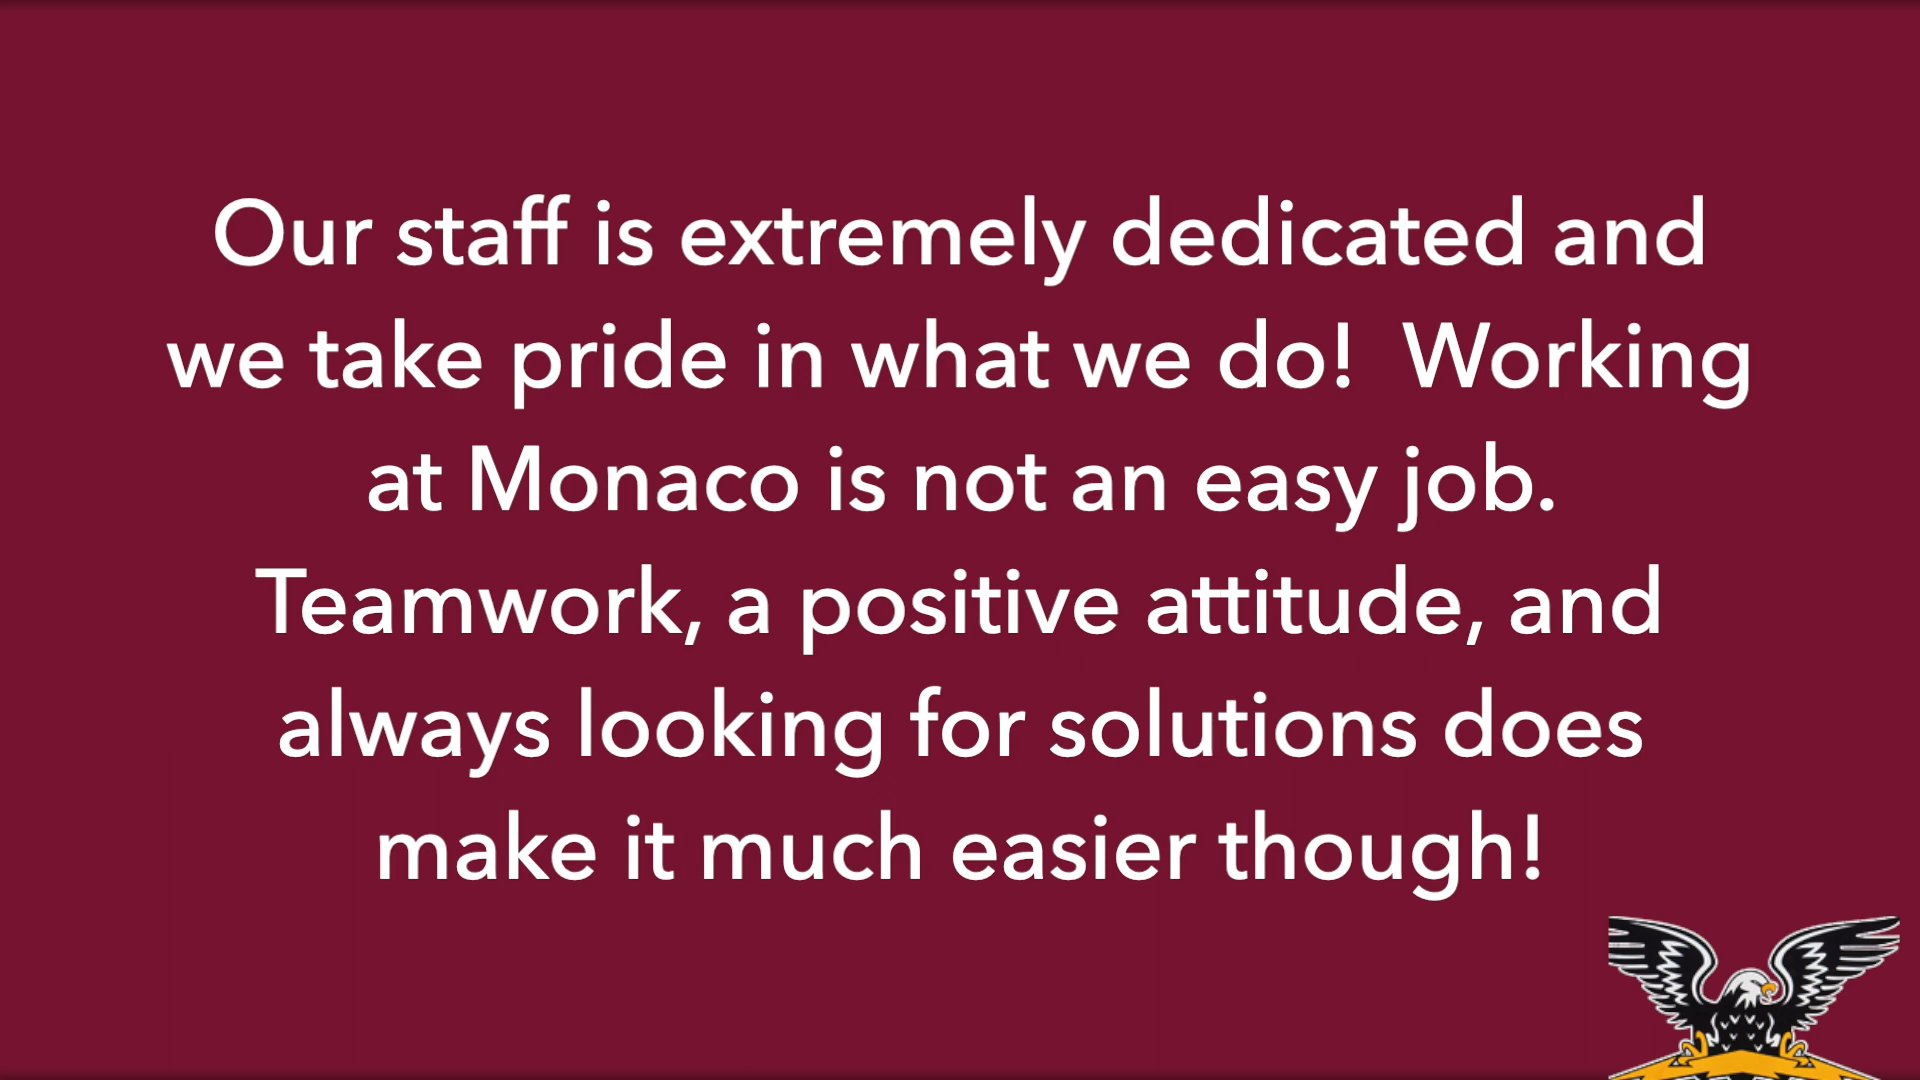 Our staff is extremely dedicated and
we take pride in what we do!  Working
at Monaco is not an easy job.
Teamwork, a positive attitude, and
always looking for solutions does
make it much easier though!